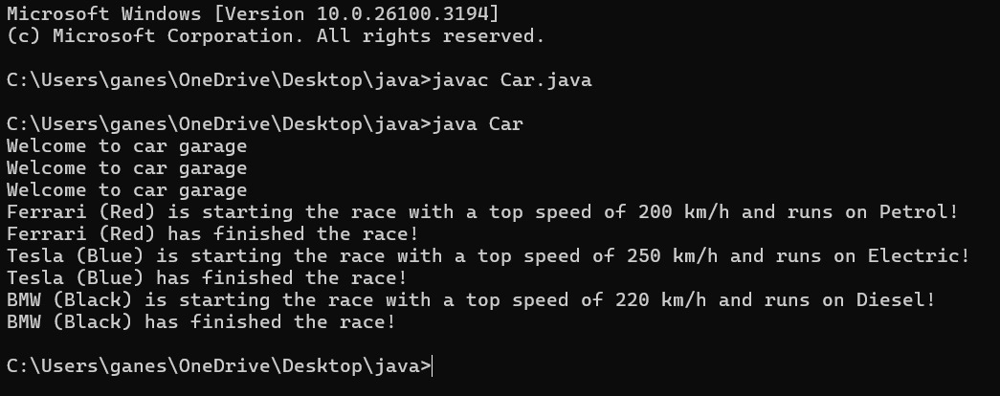 Microsoft Windows [Version 10.0.26100.3194]
(c) Microsoft Corporation. All rights reserved.
C:\Users\ganes\OneDrive\Desktop\java>javac Car.java
C:\Users\ganes\OneDrive\Desktop\java>java Car
Welcome to car garage
Welcome to car garage
Welcome to car garage
Ferrari (Red) is starting the race with a top speed of 200 km/h and runs on Petrol!
Ferrari (Red) has finished the race!
Tesla (Blue) is starting the race with a top speed of 250 km/h and runs on Electric!
Tesla (Blue) has finished the race!
BMW (Black) is starting the race with a top speed of 220 km/h and runs on Diesel!
BMW (Black) has finished the race!
C:\Users\ganes\OneDrive\Desktop\java>